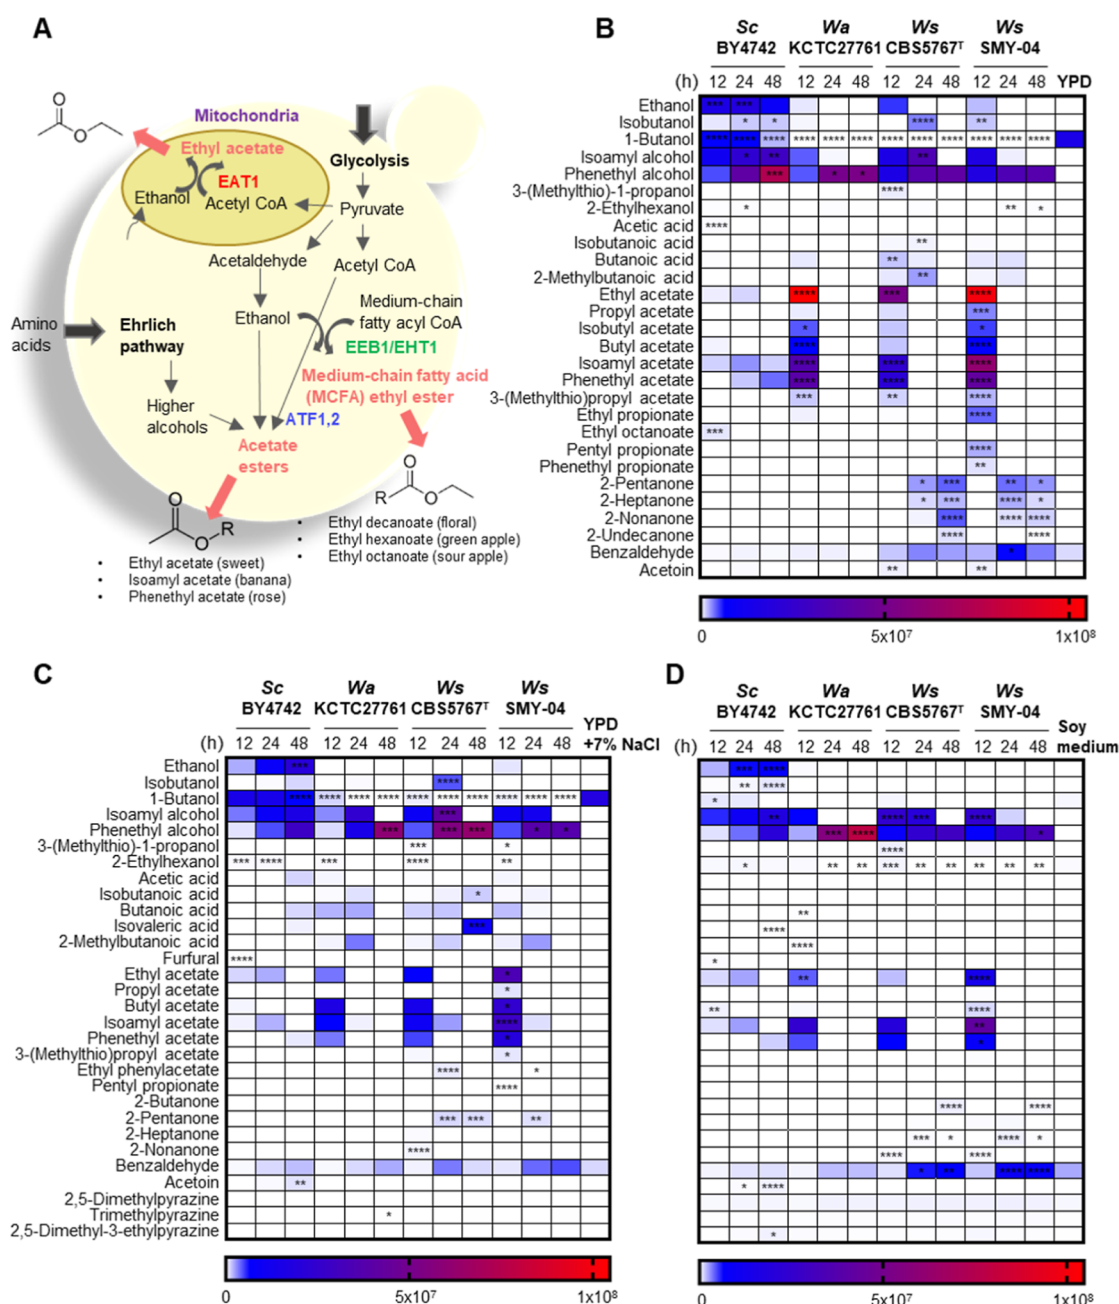 A
Mitochondria
Ethyl acetate
EAT1
Ethanol
Acetyl CoA
Glycolysis
Pyruvate
Acetaldehyde
Acetyl CoA
Amino
acids
Ehrlich
pathway
Ethanol
Medium-chain
fatty acyl CoA
EEB1/EHT1
Medium-chain fatty acid
(MCFA) ethyl ester
Higher
alcohols
ATF1,2
Acetate
esters
O
O
O
O
R
O
R
O
• Ethyl decanoate (floral)
• Ethyl hexanoate (green apple)
• Ethyl octanoate (sour apple)
• Ethyl acetate (sweet)
• Isoamyl acetate (banana)
• Phenethyl acetate (rose)
B
Sc Wa Ws Ws
BY4742 KCTC27761 CBS5767ᵀ SMY-04
(h) 12 24 48 12 24 48 12 24 48 12 24 48 YPD
Ethanol *** ***
Isobutanol * * **** **
1-Butanol **** **** **** **** **** **** **** **** **** **** **** ****
Isoamyl alcohol * ** **
Phenethyl alcohol *** * *
3-(Methylthio)-1-propanol ****
2-Ethylhexanol * ** *
Acetic acid ****
Isobutanoic acid **
Butanoic acid **
2-Methylbutanoic acid **
Ethyl acetate **** *** ****
Propyl acetate ***
Isobutyl acetate * *
Butyl acetate **** ****
Isoamyl acetate **** **** ****
Phenethyl acetate **** **** ****
3-(Methylthio)propyl acetate *** ** ****
Ethyl propionate ****
Ethyl octanoate ***
Pentyl propionate ****
Phenethyl propionate **
2-Pentanone * *** ** *
2-Heptanone * *** **** *
2-Nonanone **** **** ****
2-Undecanone **** ****
Benzaldehyde *
Acetoin ** **
0 5x10⁷ 1x10⁸
C
Sc Wa Ws Ws
BY4742 KCTC27761 CBS5767ᵀ SMY-04
YPD
(h) 12 24 48 12 24 48 12 24 48 12 24 48 +7% NaCl
Ethanol ***
Isobutanol ****
1-Butanol **** **** **** **** **** **** **** **** **** ****
Isoamyl alcohol ***
Phenethyl alcohol *** *** *** * *
3-(Methylthio)-1-propanol *** *
2-Ethylhexanol *** **** *** **** **
Acetic acid
Isobutanoic acid *
Butanoic acid
Isovaleric acid ***
2-Methylbutanoic acid
Furfural ****
Ethyl acetate *
Propyl acetate *
Butyl acetate *
Isoamyl acetate ****
Phenethyl acetate *
3-(Methylthio)propyl acetate *
Ethyl phenylacetate **** *
Pentyl propionate ****
2-Butanone
2-Pentanone *** *** **
2-Heptanone
2-Nonanone ****
Benzaldehyde
Acetoin **
2,5-Dimethylpyrazine
Trimethylpyrazine *
2,5-Dimethyl-3-ethylpyrazine
0 5x10⁷ 1x10⁸
D
Sc Wa Ws Ws
BY4742 KCTC27761 CBS5767ᵀ SMY-04
Soy
(h) 12 24 48 12 24 48 12 24 48 12 24 48 medium
*** ****
** ****
*
** **** *** ****
*** **** *
****
* ** ** *** ** ** ** ** **
**
****
****
*
** ****
** ****
**
*
**** ****
*** * **** *
**** ****
* ** **** ****
* ****
*
0 5x10⁷ 1x10⁸